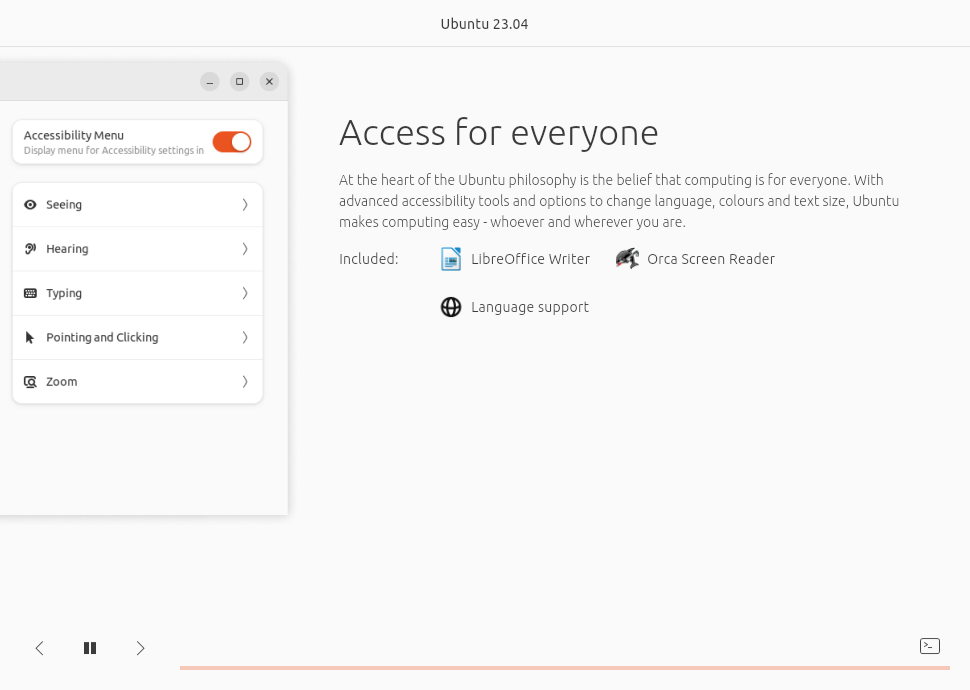 Ubuntu 23.04
Accessibility Menu
Display menu for Accessibility settings in
Seeing
Hearing
Typing
Pointing and Clicking
Zoom
Access for everyone
At the heart of the Ubuntu philosophy is the belief that computing is for everyone. With
advanced accessibility tools and options to change language, colours and text size, Ubuntu
makes computing easy - whoever and wherever you are.
Included: LibreOffice Writer Orca Screen Reader
Language support